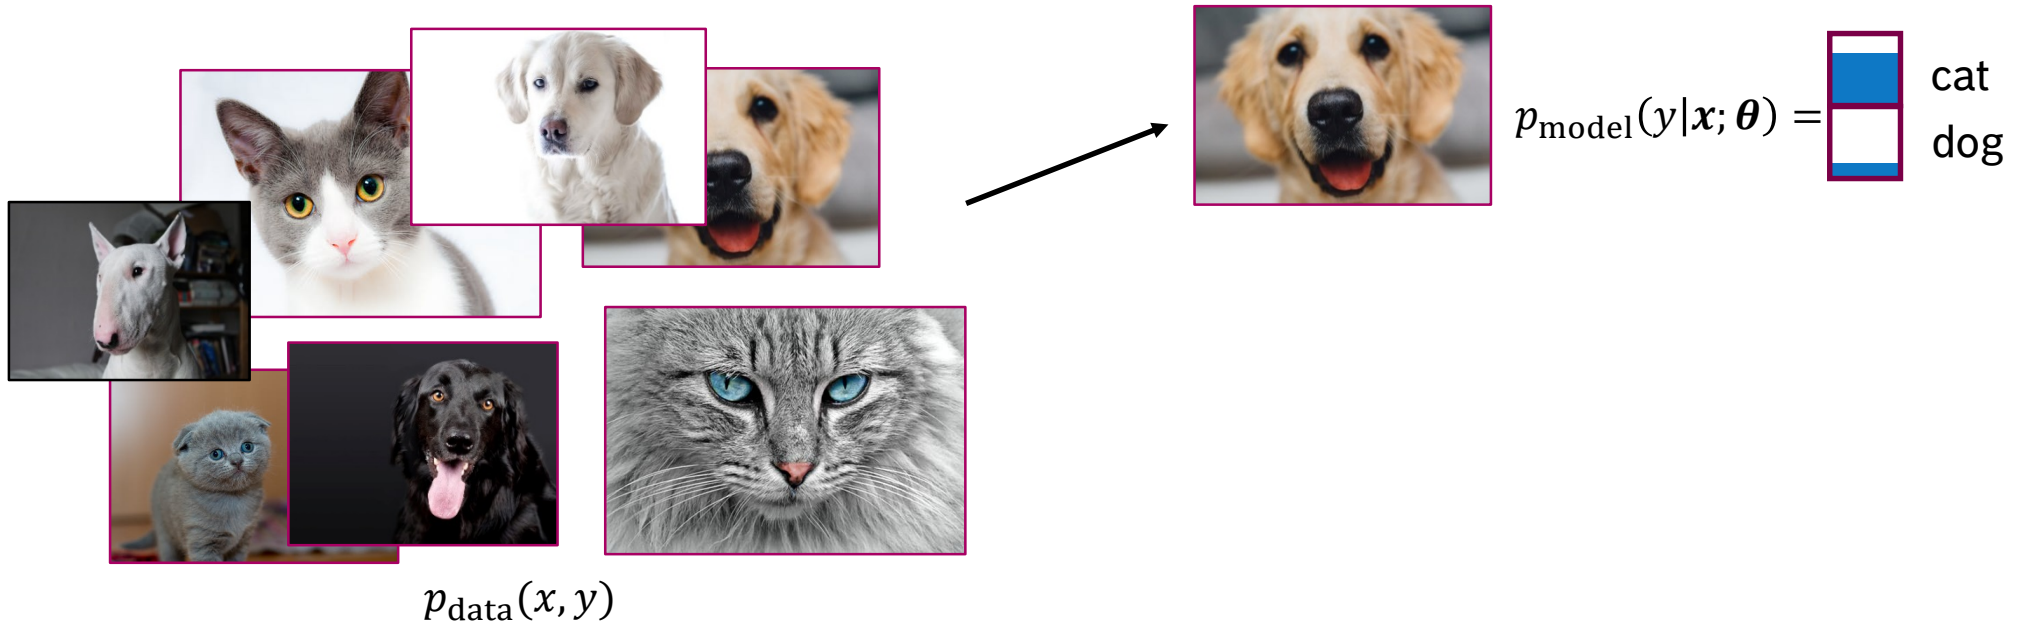 p_model(y|x; θ) =
cat
dog
p_data(x, y)